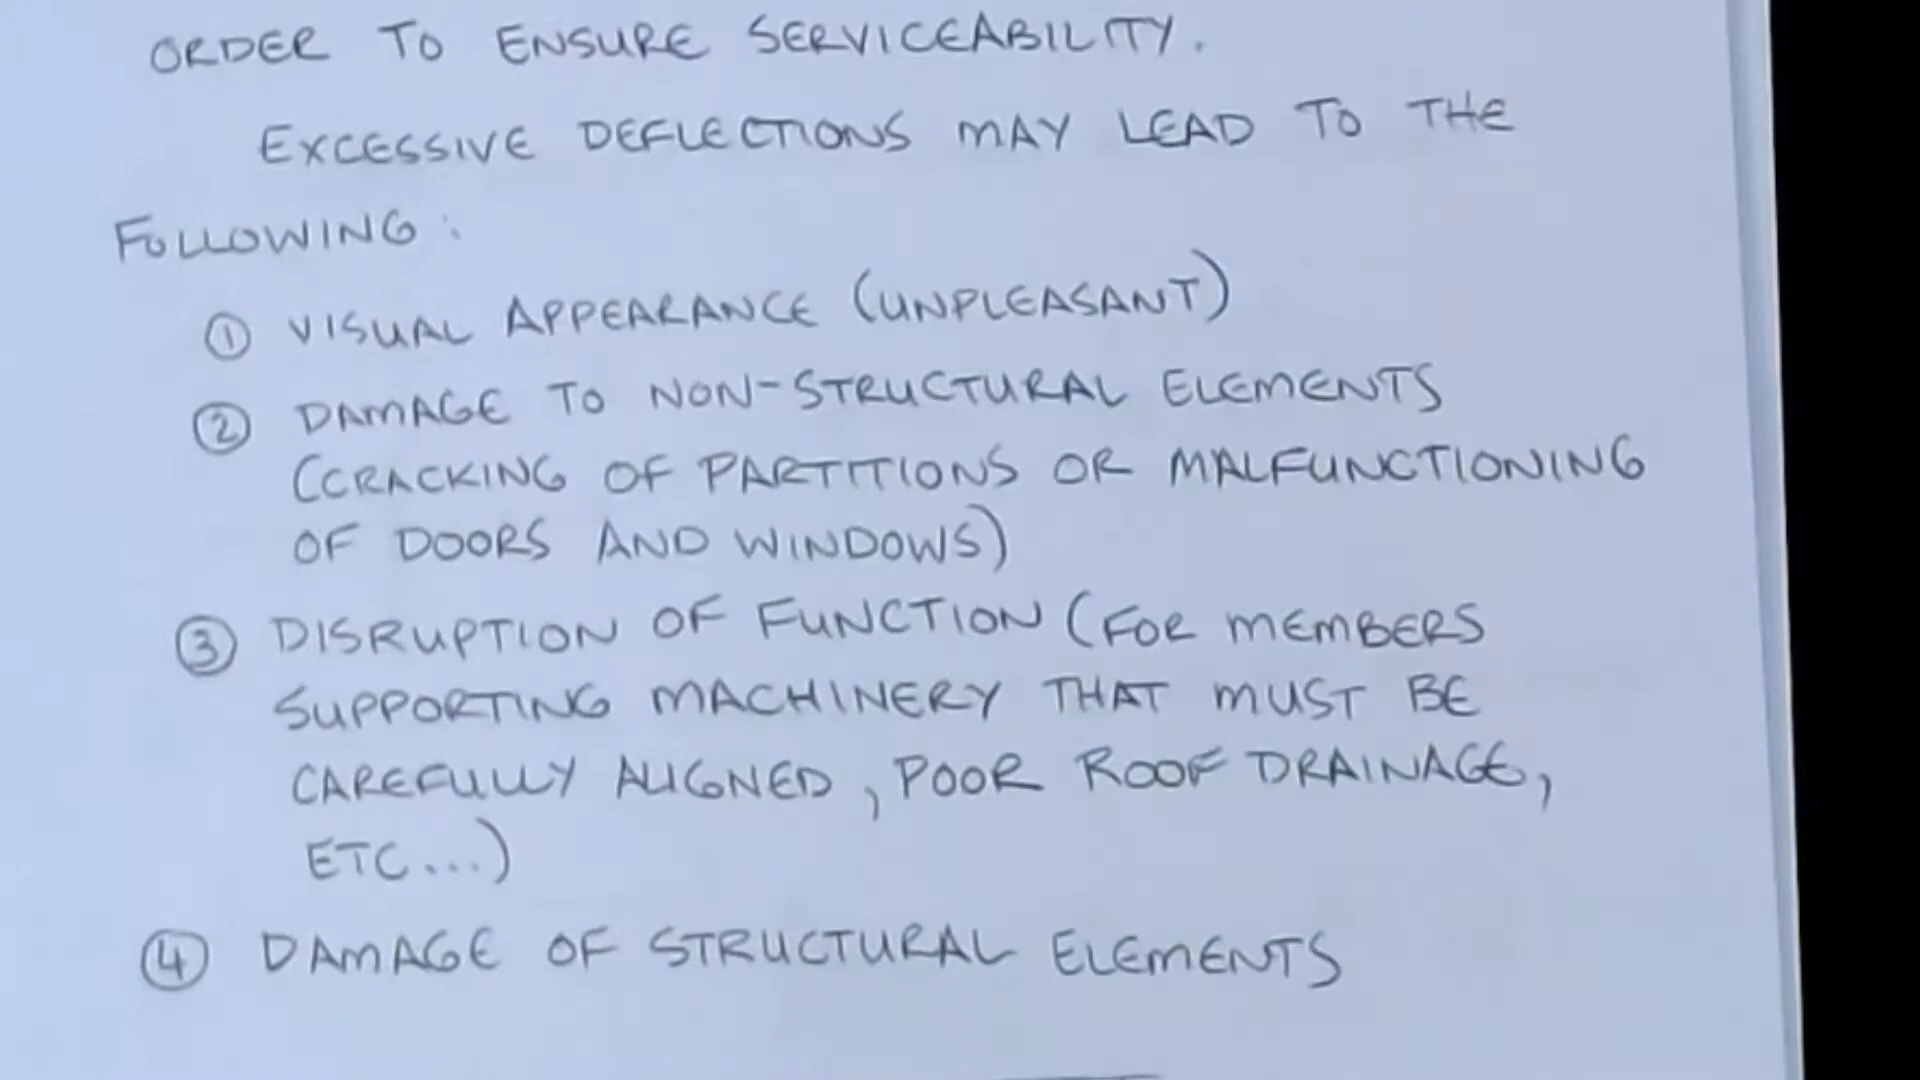 ORDER TO ENSURE SERVICEABILITY.
EXCESSIVE DEFLECTIONS MAY LEAD TO THE
FOLLOWING:
① VISUAL APPEARANCE (UNPLEASANT)
② DAMAGE TO NON-STRUCTURAL ELEMENTS
(CRACKING OF PARTITIONS OR MALFUNCTIONING
OF DOORS AND WINDOWS)
③ DISRUPTION OF FUNCTION (FOR MEMBERS
SUPPORTING MACHINERY THAT MUST BE
CAREFULLY ALIGNED, POOR ROOF DRAINAGE,
ETC...)
④ DAMAGE OF STRUCTURAL ELEMENTS